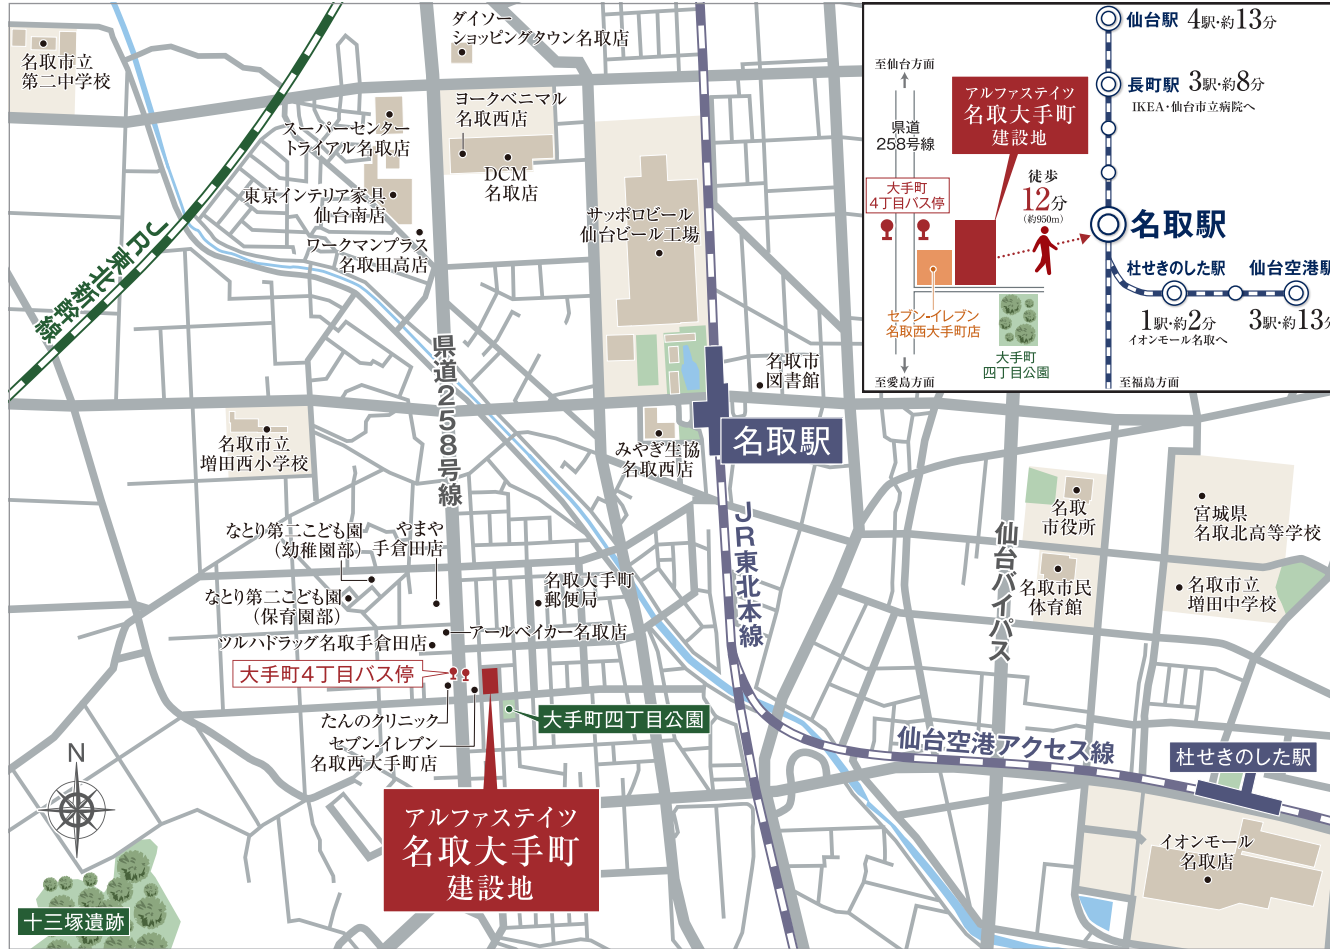 名取市立
第二中学校
ダイソー
ショッピングタウン名取店
スーパーセンター
トライアル名取店
ヨークベニマル
名取西店
DCM
名取店
東京インテリア家具
仙台南店
ワークマンプラス
名取田高店
サッポロビール
仙台ビール工場
JR東北新幹線
県道258号線
名取市
図書館
名取駅
みやぎ生協
名取西店
名取市立
増田西小学校
なとり第二こども園
(幼稚園部)
やまや
手倉田店
なとり第二こども園
(保育園部)
名取大手町
郵便局
アールベイカー名取店
ツルハドラッグ名取手倉田店
大手町4丁目バス停
たんのクリニック
セブン-イレブン
名取西大手町店
大手町四丁目公園
アルファステイツ
名取大手町
建設地
N
十三塚遺跡
JR東北本線
仙台バイパス
名取
市役所
宮城県
名取北高等学校
名取市民
体育館
名取市立
増田中学校
仙台空港アクセス線
杜せきのした駅
イオンモール
名取店
至仙台方面
県道
258号線
アルファステイツ
名取大手町
建設地
大手町
4丁目バス停
徒歩
12分
(約950m)
セブン-イレブン
名取西大手町店
大手町
四丁目公園
至愛島方面
仙台駅 4駅・約13分
長町駅 3駅・約8分
IKEA・仙台市立病院へ
名取駅
杜せきのした駅
1駅・約2分
イオンモール名取へ
仙台空港駅
3駅・約13分
至福島方面